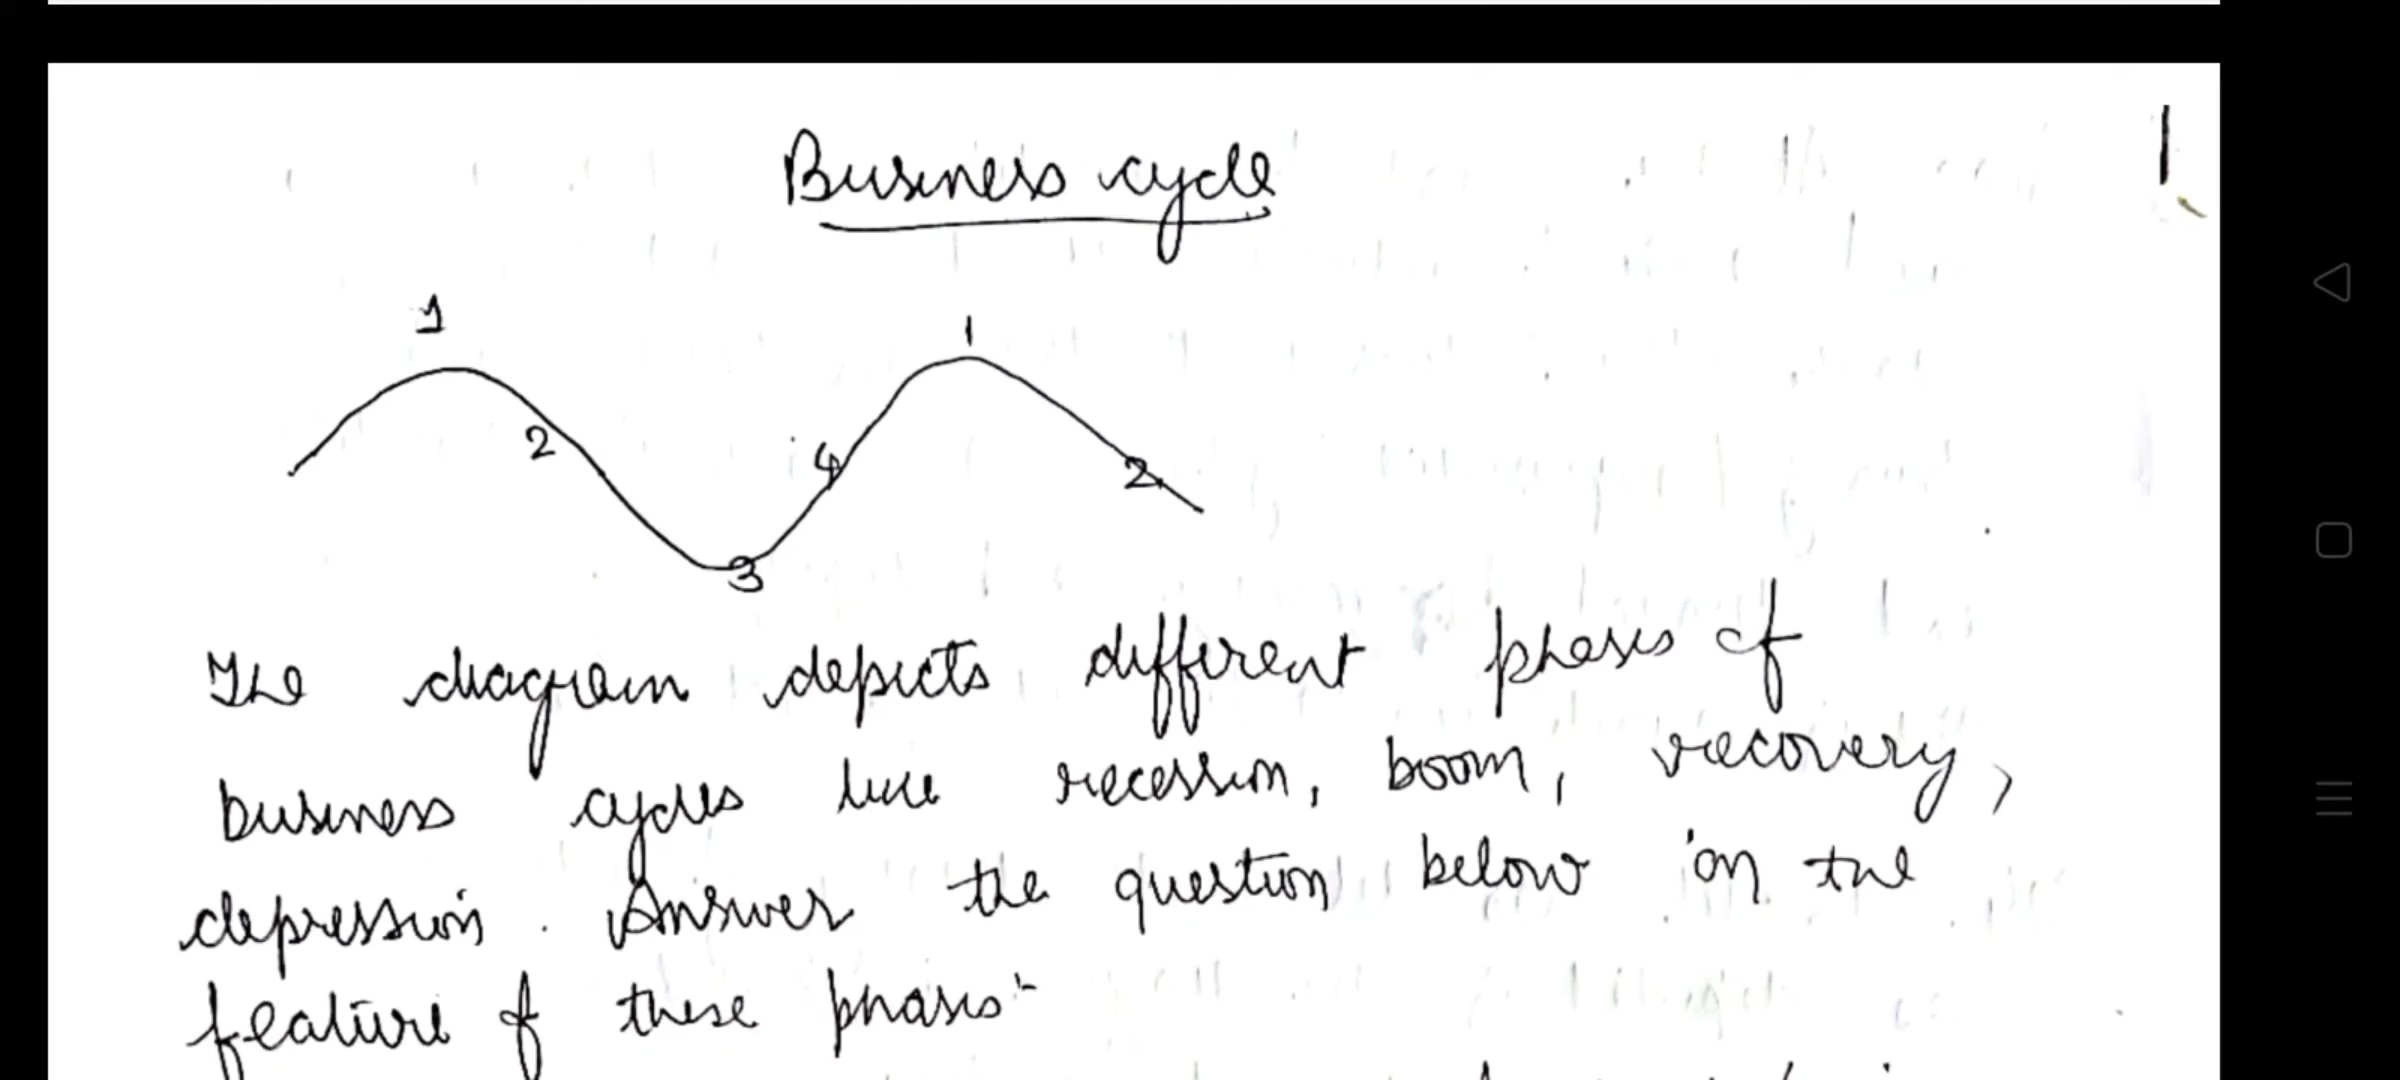 1
Business cycle
1 1
2 4 2
3
The diagram depicts different phases of
business cycles like recession, boom, recovery,
depression. Answer the question below on the
feature of these phases-